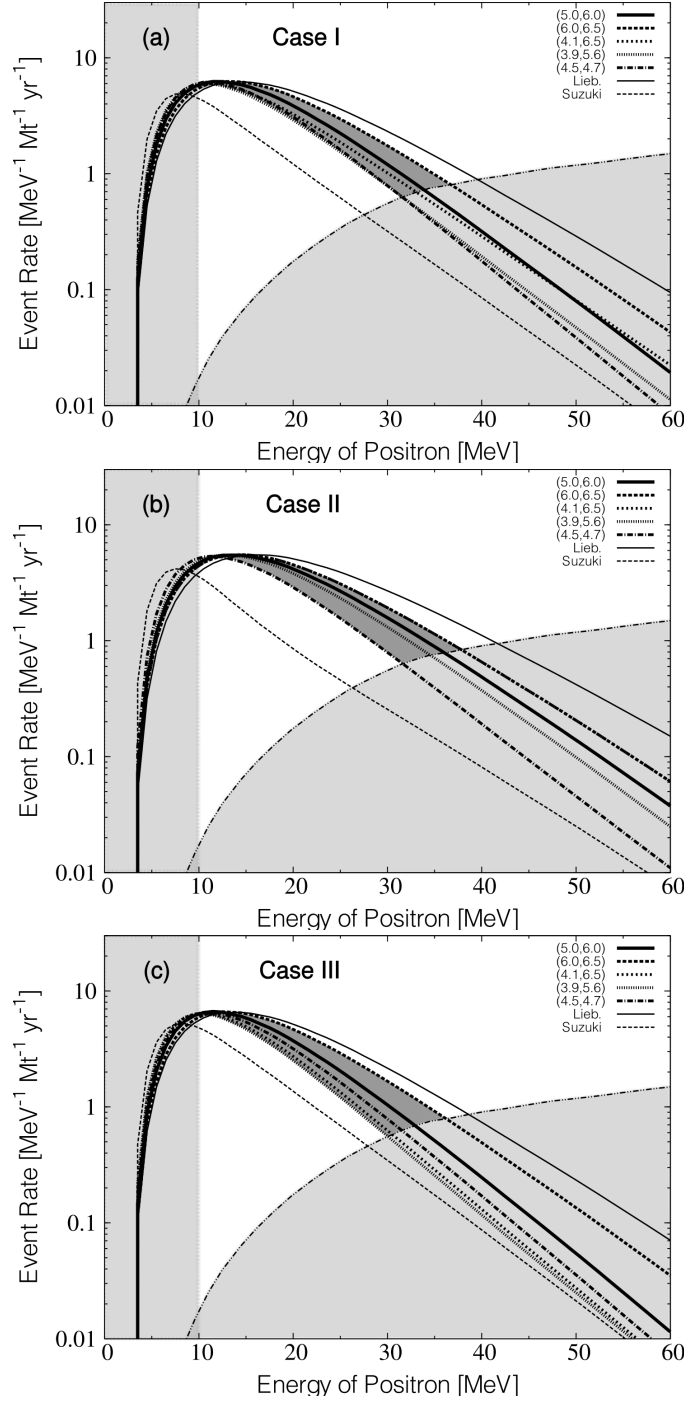 (a)
Case I
(5.0,6.0)
(6.0,6.5)
(4.1,6.5)
(3.9,5.6)
(4.5,4.7)
Lieb.
Suzuki
10
1
0.1
0.01
Event Rate [MeV⁻¹ Mt⁻¹ yr⁻¹]
0 10 20 30 40 50 60
Energy of Positron [MeV]
(b)
Case II
(5.0,6.0)
(6.0,6.5)
(4.1,6.5)
(3.9,5.6)
(4.5,4.7)
Lieb.
Suzuki
10
1
0.1
0.01
Event Rate [MeV⁻¹ Mt⁻¹ yr⁻¹]
0 10 20 30 40 50 60
Energy of Positron [MeV]
(c)
Case III
(5.0,6.0)
(6.0,6.5)
(4.1,6.5)
(3.9,5.6)
(4.5,4.7)
Lieb.
Suzuki
10
1
0.1
0.01
Event Rate [MeV⁻¹ Mt⁻¹ yr⁻¹]
0 10 20 30 40 50 60
Energy of Positron [MeV]